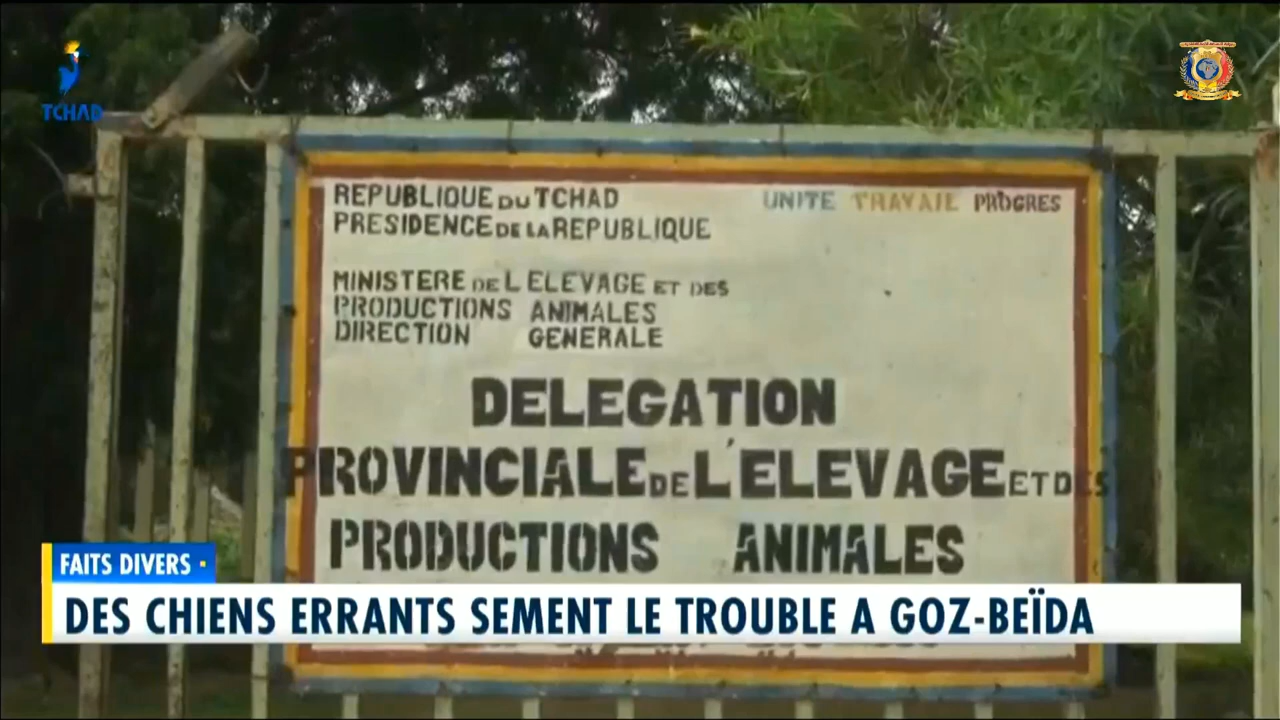 TCHAD
REPUBLIQUE DU TCHAD
UNITE TRAVAIL PROGRES
PRESIDENCE DE LA REPUBLIQUE
MINISTERE DE L ELEVAGE ET DES
PRODUCTIONS ANIMALES
DIRECTION GENERALE
DELEGATION
PROVINCIALE DE L'ELEVAGE ET DES
PRODUCTIONS ANIMALES
FAITS DIVERS
DES CHIENS ERRANTS SEMENT LE TROUBLE A GOZ-BEÏDA